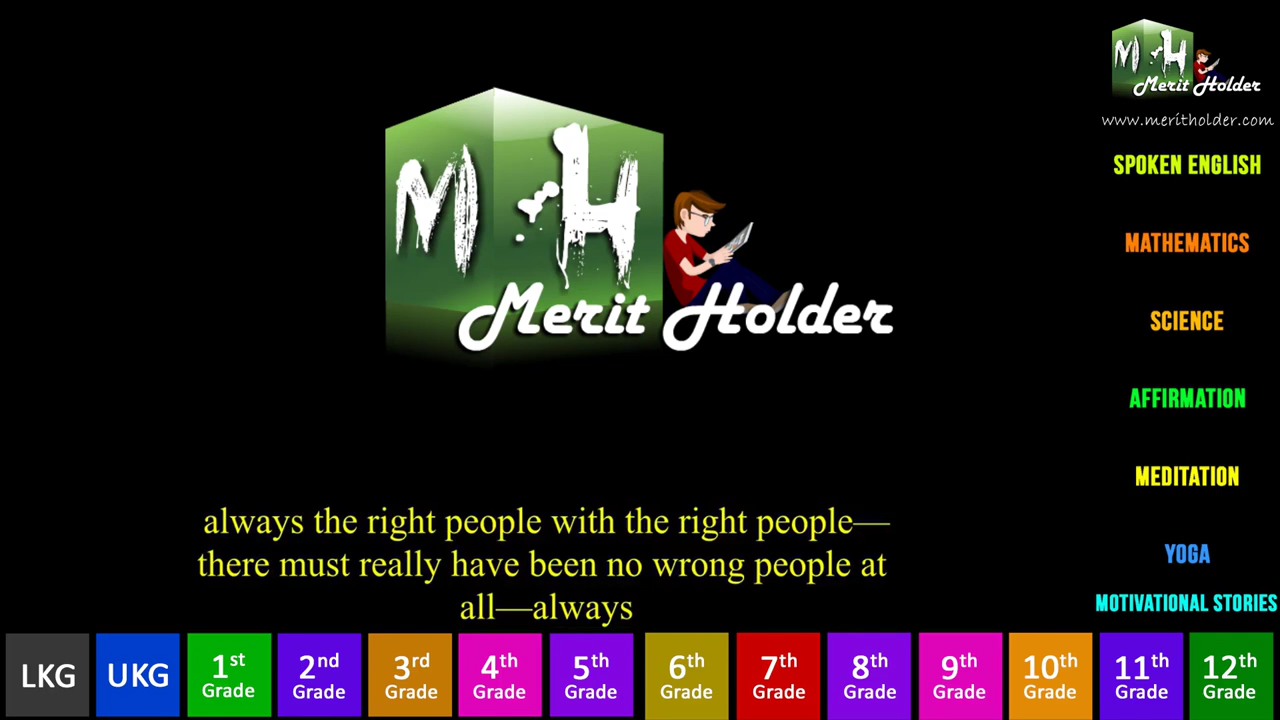 M H
Merit Holder
M H
Merit Holder
www.meritholder.com
SPOKEN ENGLISH
MATHEMATICS
SCIENCE
AFFIRMATION
MEDITATION
YOGA
MOTIVATIONAL STORIES
always the right people with the right people—
there must really have been no wrong people at
all—always
LKG
UKG
1st
Grade
2nd
Grade
3rd
Grade
4th
Grade
5th
Grade
6th
Grade
7th
Grade
8th
Grade
9th
Grade
10th
Grade
11th
Grade
12th
Grade